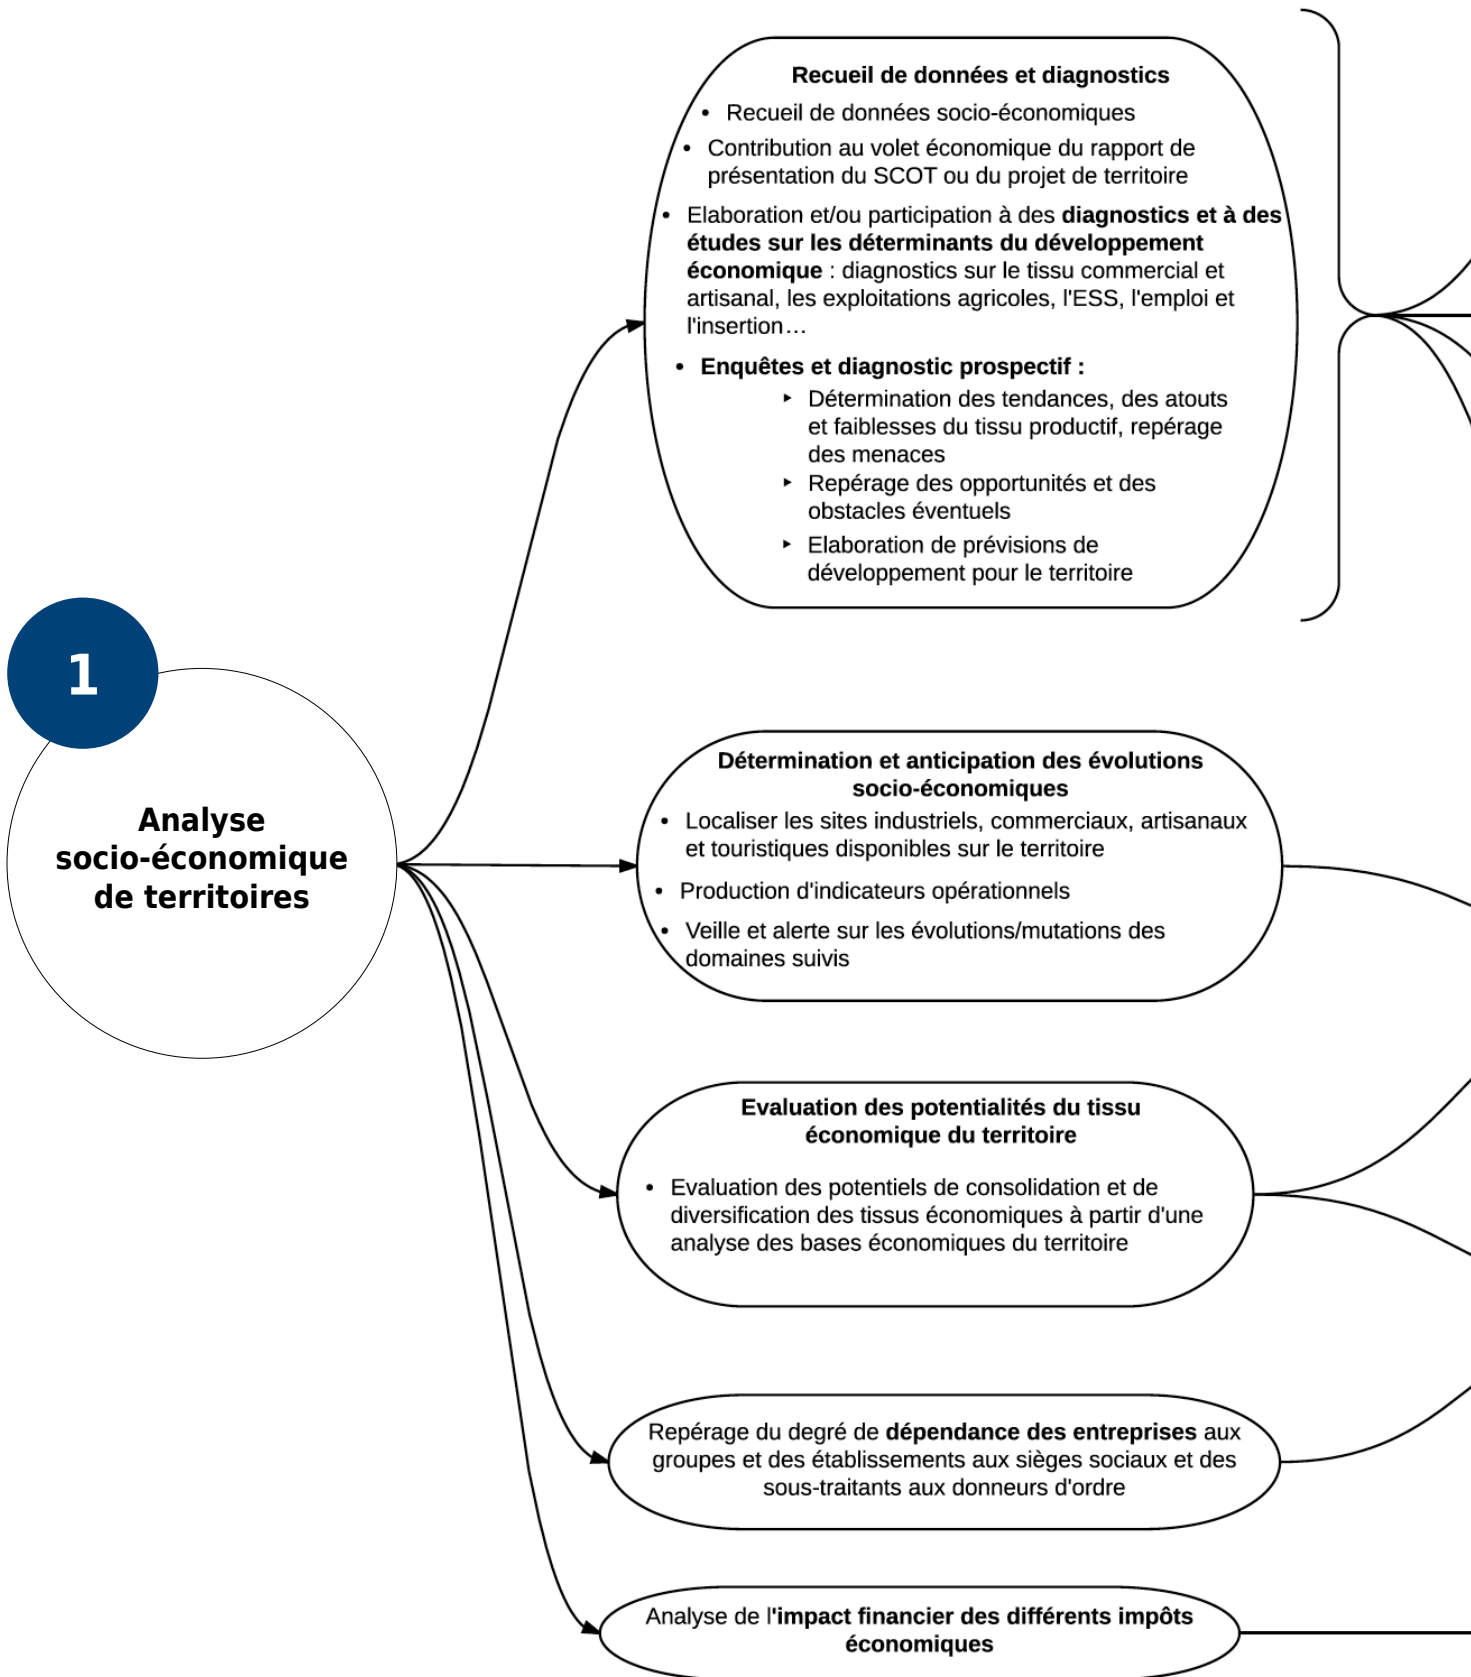 1
Analyse
socio-économique
de territoires
Recueil de données et diagnostics
• Recueil de données socio-économiques
• Contribution au volet économique du rapport de
présentation du SCOT ou du projet de territoire
• Elaboration et/ou participation à des diagnostics et à des
études sur les déterminants du développement
économique : diagnostics sur le tissu commercial et
artisanal, les exploitations agricoles, l'ESS, l'emploi et
l'insertion…
• Enquêtes et diagnostic prospectif :
‣ Détermination des tendances, des atouts
et faiblesses du tissu productif, repérage
des menaces
‣ Repérage des opportunités et des
obstacles éventuels
‣ Elaboration de prévisions de
développement pour le territoire
Détermination et anticipation des évolutions
socio-économiques
• Localiser les sites industriels, commerciaux, artisanaux
et touristiques disponibles sur le territoire
• Production d'indicateurs opérationnels
• Veille et alerte sur les évolutions/mutations des
domaines suivis
Evaluation des potentialités du tissu
économique du territoire
• Evaluation des potentiels de consolidation et de
diversification des tissus économiques à partir d'une
analyse des bases économiques du territoire
Repérage du degré de dépendance des entreprises aux
groupes et des établissements aux sièges sociaux et des
sous-traitants aux donneurs d'ordre
Analyse de l'impact financier des différents impôts
économiques